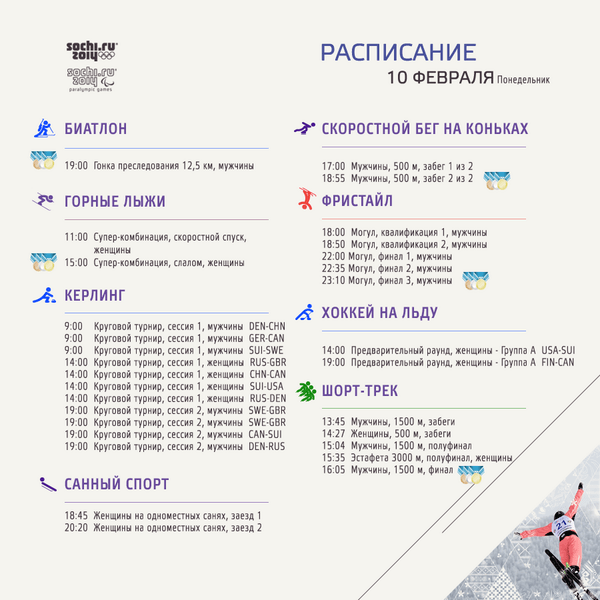 sochi.ru
2014
sochi.ru
2014
paralympic games
РАСПИСАНИЕ
10 ФЕВРАЛЯ Понедельник
БИАТЛОН
19:00 Гонка преследования 12,5 км, мужчины
ГОРНЫЕ ЛЫЖИ
11:00 Супер-комбинация, скоростной спуск,
женщины
15:00 Супер-комбинация, слалом, женщины
КЕРЛИНГ
9:00 Круговой турнир, сессия 1, мужчины DEN-CHN
9:00 Круговой турнир, сессия 1, мужчины GER-CAN
9:00 Круговой турнир, сессия 1, мужчины SUI-SWE
14:00 Круговой турнир, сессия 1, женщины RUS-GBR
14:00 Круговой турнир, сессия 1, женщины CHN-CAN
14:00 Круговой турнир, сессия 1, женщины SUI-USA
14:00 Круговой турнир, сессия 1, женщины RUS-DEN
19:00 Круговой турнир, сессия 2, мужчины SWE-GBR
19:00 Круговой турнир, сессия 2, мужчины SWE-GBR
19:00 Круговой турнир, сессия 2, мужчины CAN-SUI
19:00 Круговой турнир, сессия 2, мужчины DEN-RUS
САННЫЙ СПОРТ
18:45 Женщины на одноместных санях, заезд 1
20:20 Женщины на одноместных санях, заезд 2
СКОРОСТНОЙ БЕГ НА КОНЬКАХ
17:00 Мужчины, 500 м, забег 1 из 2
18:55 Мужчины, 500 м, забег 2 из 2
ФРИСТАЙЛ
18:00 Могул, квалификация 1, мужчины
18:50 Могул, квалификация 2, мужчины
22:00 Могул, финал 1, мужчины
22:35 Могул, финал 2, мужчины
23:10 Могул, финал 3, мужчины
ХОККЕЙ НА ЛЬДУ
14:00 Предварительный раунд, женщины - Группа А USA-SUI
19:00 Предварительный раунд, женщины - Группа А FIN-CAN
ШОРТ-ТРЕК
13:45 Мужчины, 1500 м, забеги
14:27 Женщины, 500 м, забеги
15:04 Мужчины, 1500 м, полуфинал
15:35 Эстафета 3000 м, полуфинал, женщины
16:05 Мужчины, 1500 м, финал
21